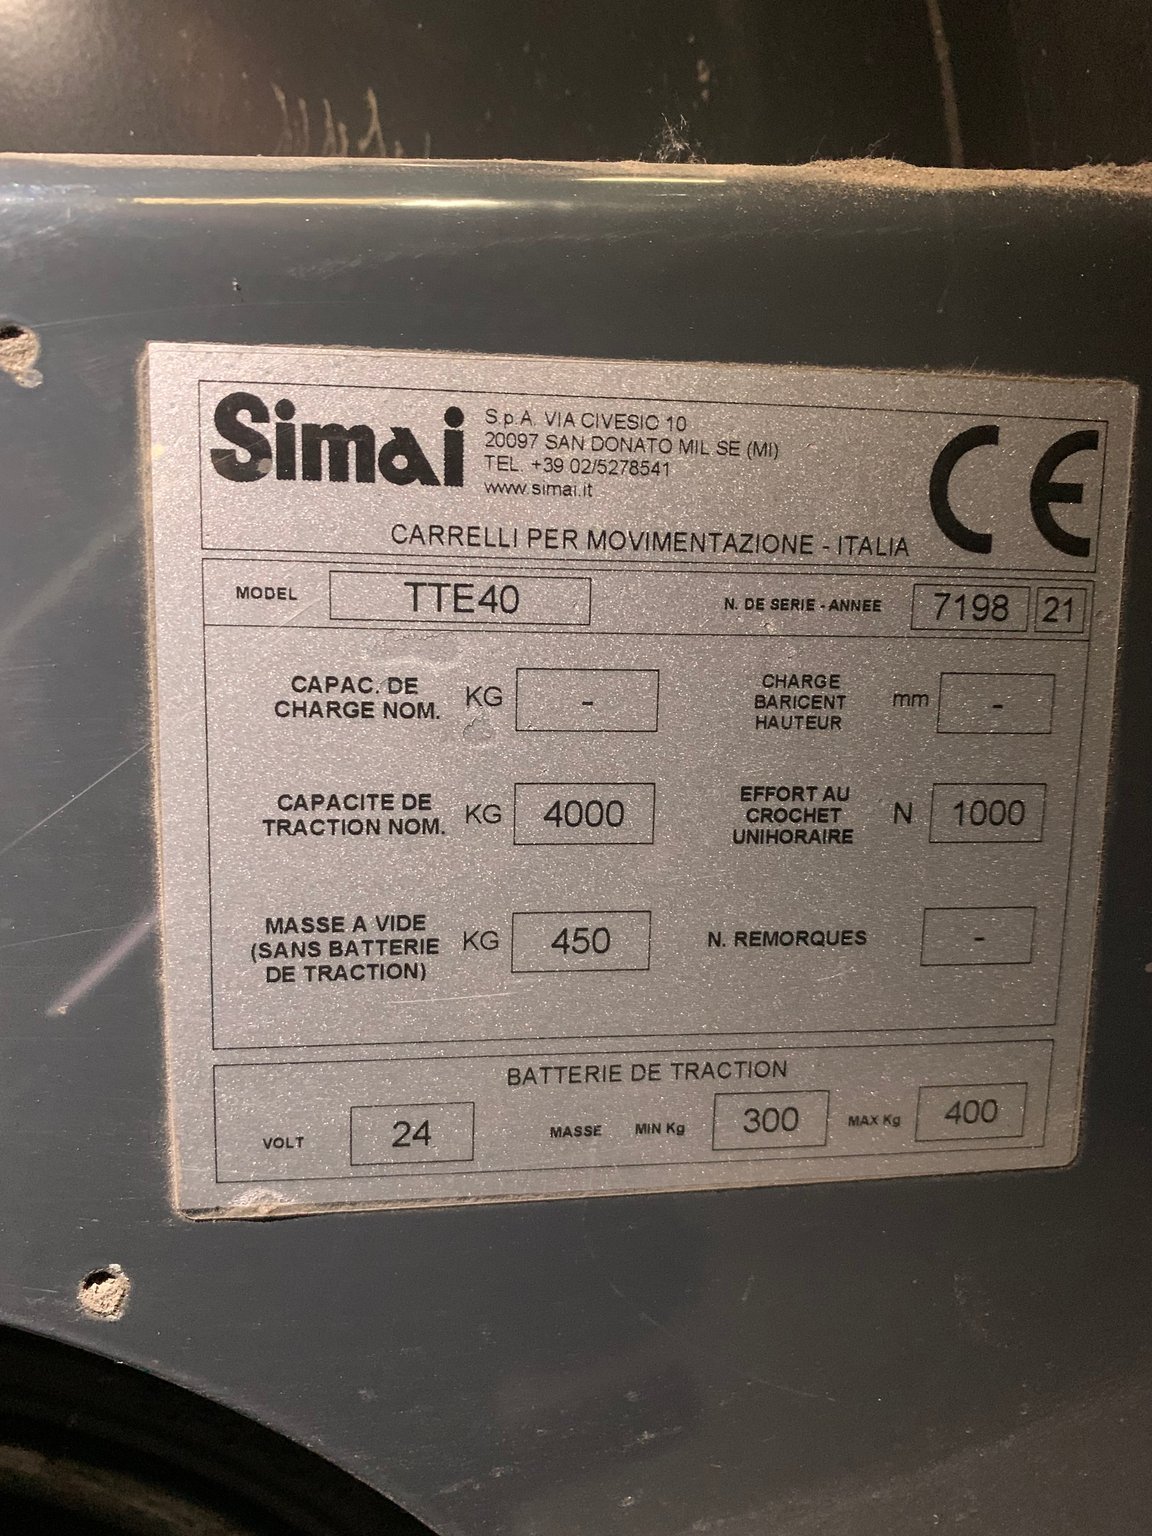 Simai
S.p.A. VIA CIVESIO 10
20097 SAN DONATO MIL SE (MI)
TEL. +39 02/5278541
www.simai.it
CE
CARRELLI PER MOVIMENTAZIONE - ITALIA
MODEL TTE40 N. DE SERIE - ANNEE 7198 21
CAPAC. DE
CHARGE NOM. KG -
CHARGE
BARICENT
HAUTEUR mm -
CAPACITE DE
TRACTION NOM. KG 4000
EFFORT AU
CROCHET
UNIHORAIRE N 1000
MASSE A VIDE
(SANS BATTERIE
DE TRACTION) KG 450
N. REMORQUES -
BATTERIE DE TRACTION
VOLT 24 MASSE MIN Kg 300 MAX Kg 400